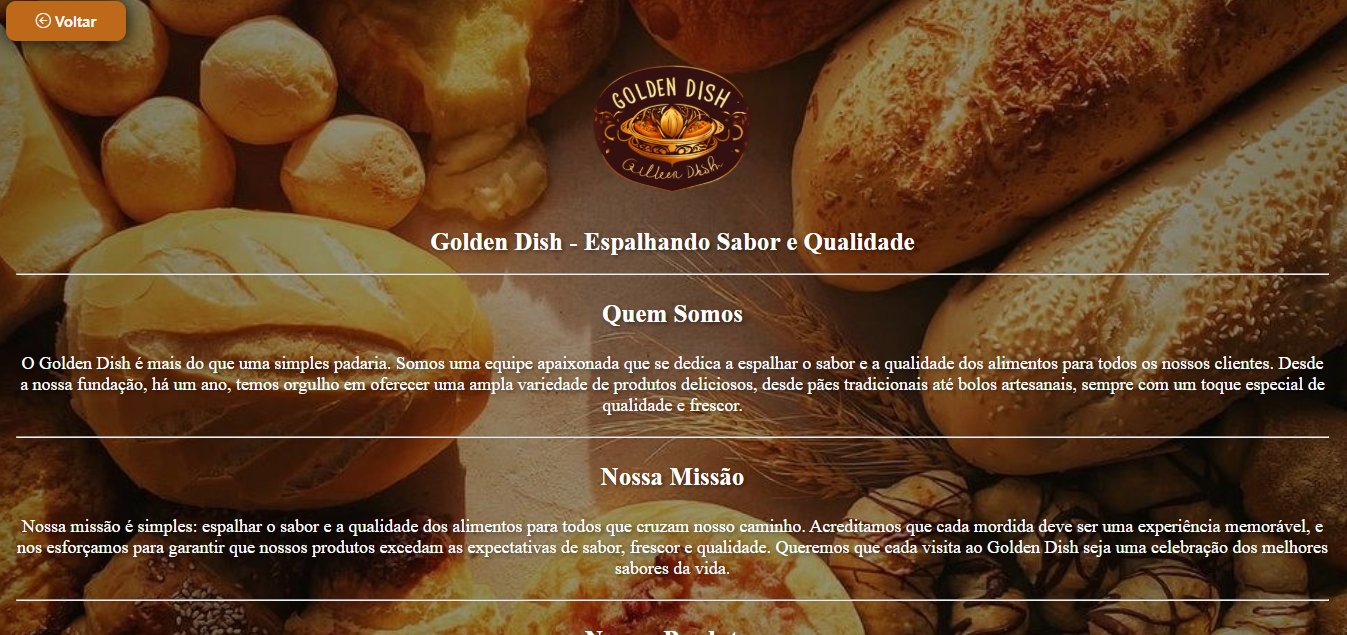 Voltar
GOLDEN DISH
Golden Dish - Espalhando Sabor e Qualidade
Quem Somos
O Golden Dish é mais do que uma simples padaria. Somos uma equipe apaixonada que se dedica a espalhar o sabor e a qualidade dos alimentos para todos os nossos clientes. Desde
a nossa fundação, há um ano, temos orgulho em oferecer uma ampla variedade de produtos deliciosos, desde pães tradicionais até bolos artesanais, sempre com um toque especial de
qualidade e frescor.
Nossa Missão
Nossa missão é simples: espalhar o sabor e a qualidade dos alimentos para todos que cruzam nosso caminho. Acreditamos que cada mordida deve ser uma experiência memorável, e
nos esforçamos para garantir que nossos produtos excedam as expectativas de sabor, frescor e qualidade. Queremos que cada visita ao Golden Dish seja uma celebração dos melhores
sabores da vida.